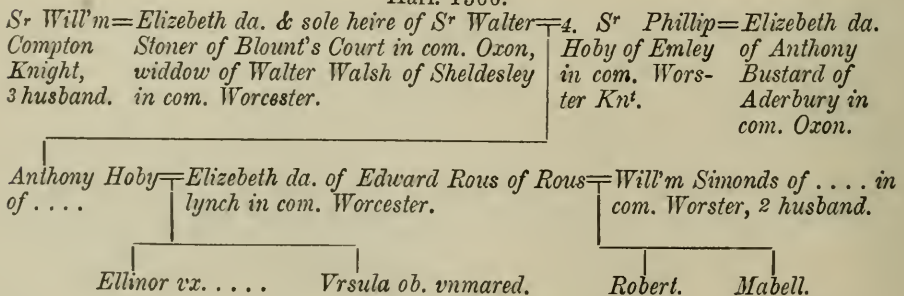 Harl. 1566.
Sr Will'm
Compton
Knight,
3 husband.
Elizebeth da. & sole heire of Sr Walter
Stoner of Blount's Court in com. Oxon,
widdow of Walter Walsh of Sheldesley
in com. Worcester.
4. Sr Phillip
Hoby of Emley
in com. Wors-
ter Knt.
Elizebeth da.
of Anthony
Bustard of
Aderbury in
com. Oxon.
Anthony Hoby
of . . . .
Elizebeth da. of Edward Rous of Rous
lynch in com. Worcester.
Will'm Simonds of . . . . in
com. Worster, 2 husband.
Ellinor vx. . . . .
Vrsula ob. vnmared.
Robert.
Mabell.